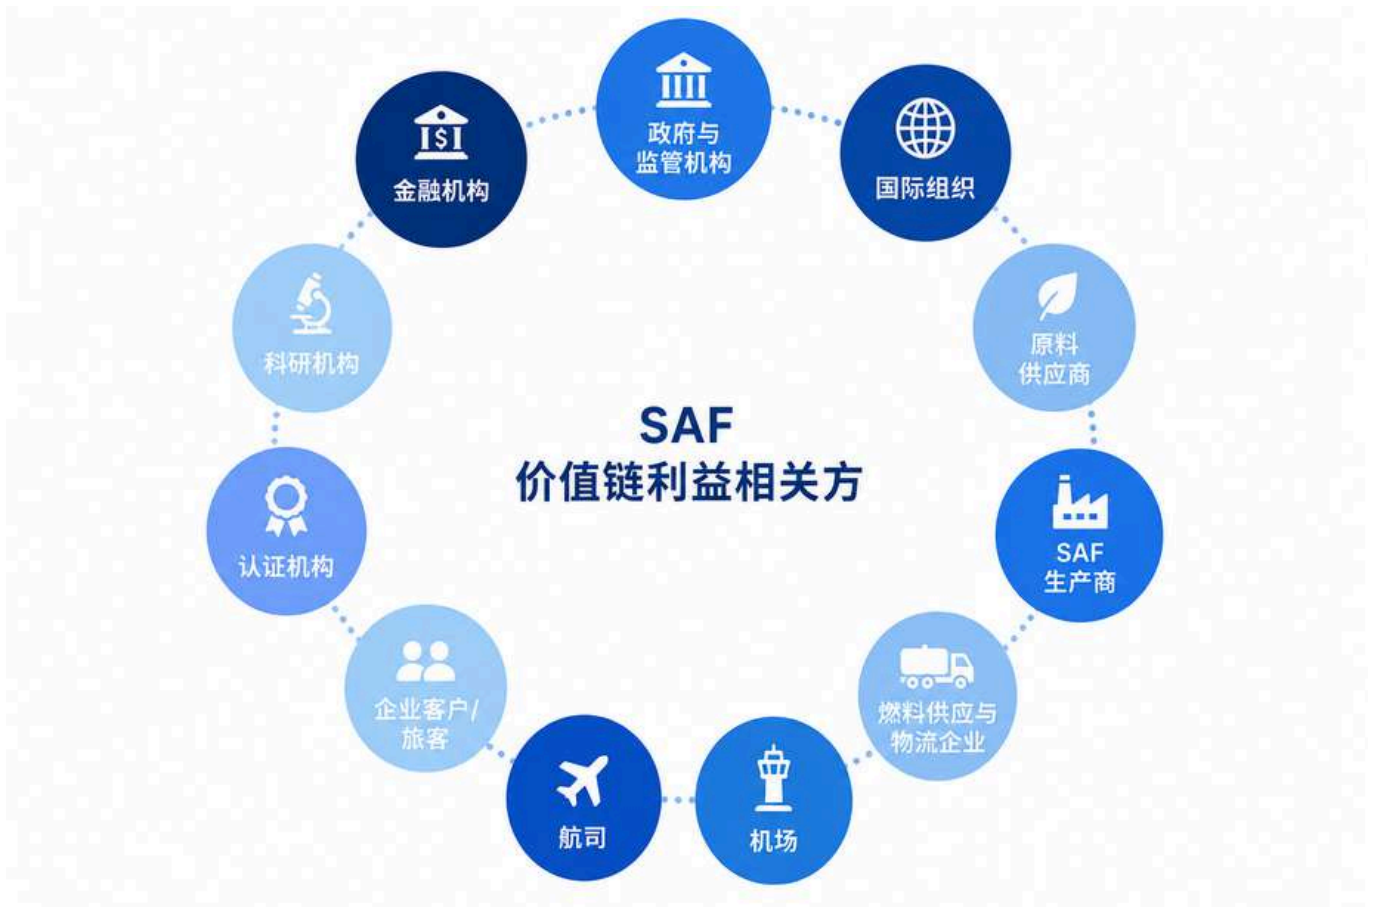 政府与
监管机构
国际组织
原料
供应商
SAF
生产商
燃料供应与
物流企业
机场
航司
企业客户/
旅客
认证机构
科研机构
金融机构
SAF
价值链利益相关方